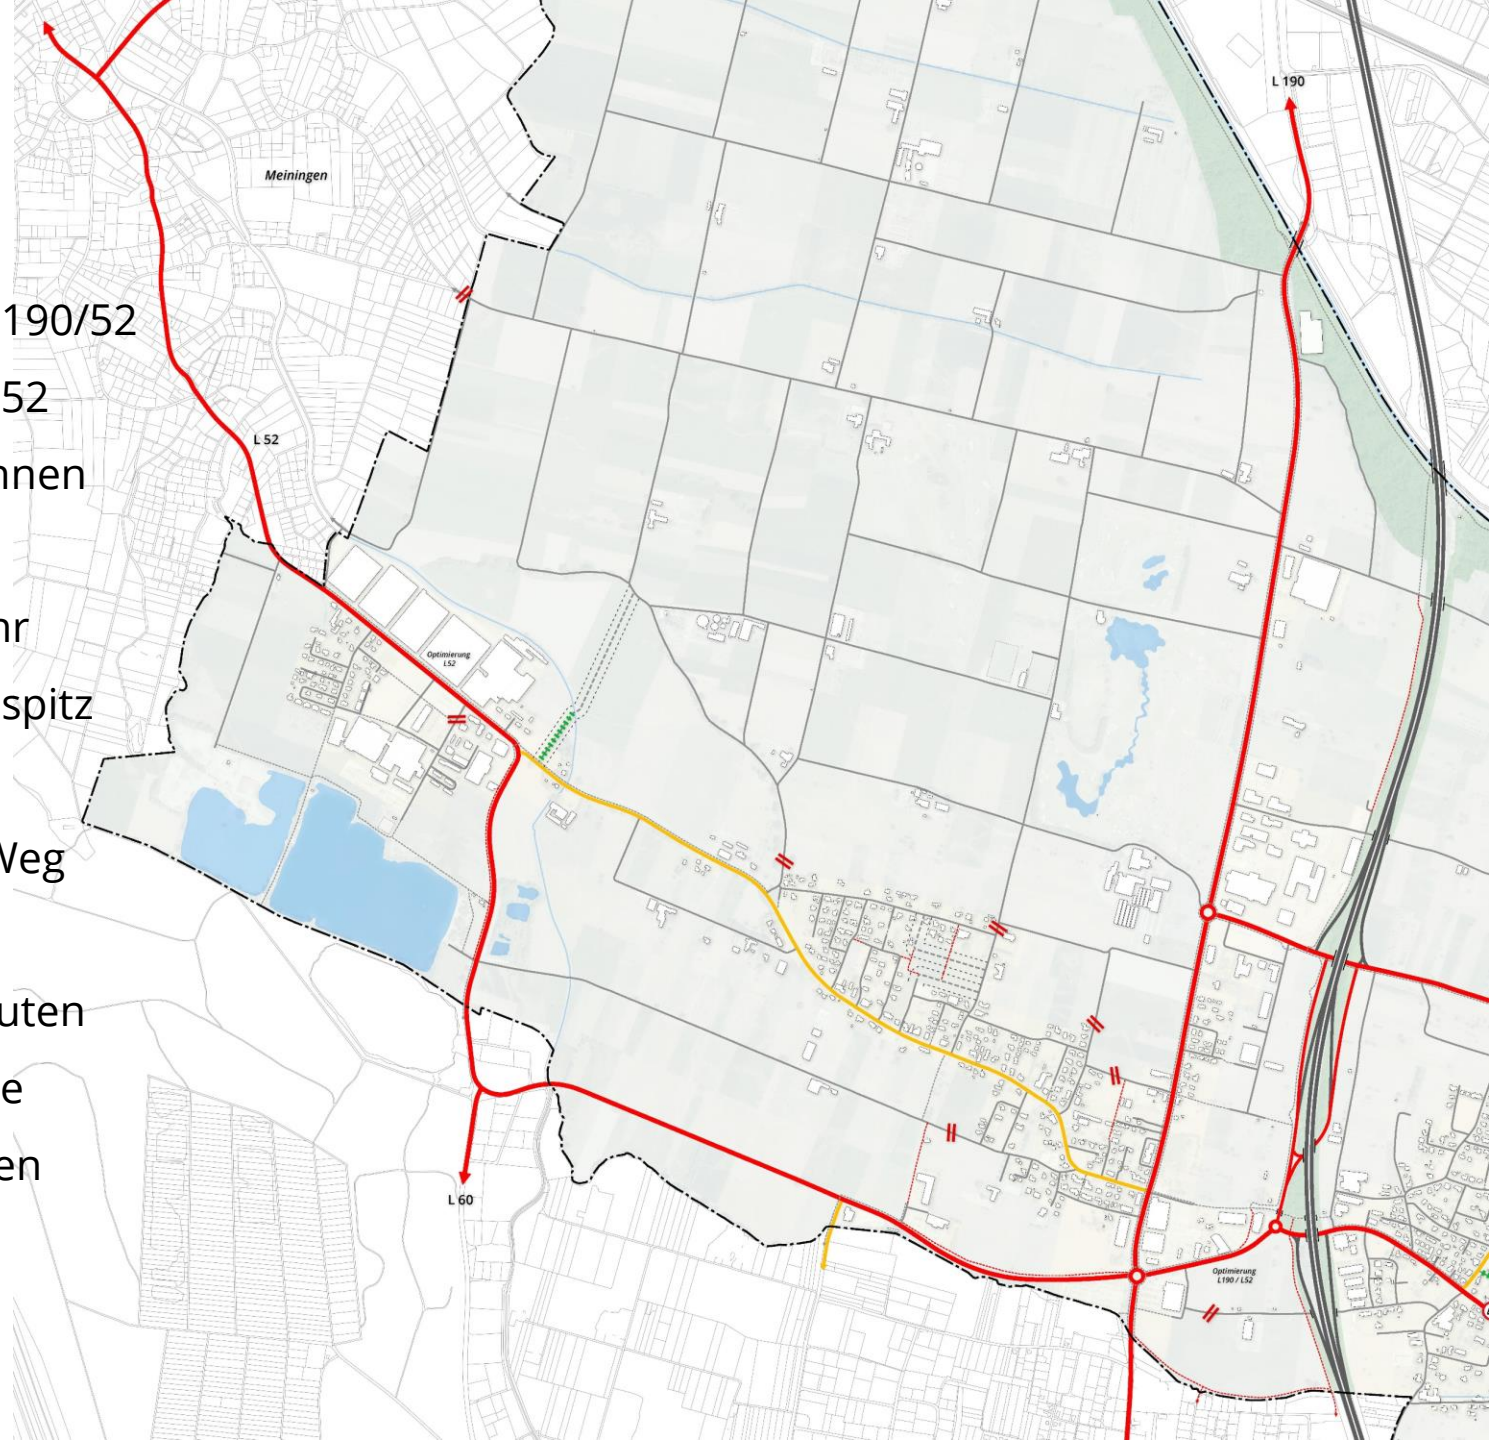 190/52
52
nnen
hr
spitz
Weg
uten
e
en
L 190
Meiningen
L 52
Optimierung
L52
L 60
Optimierung
L190 / L52